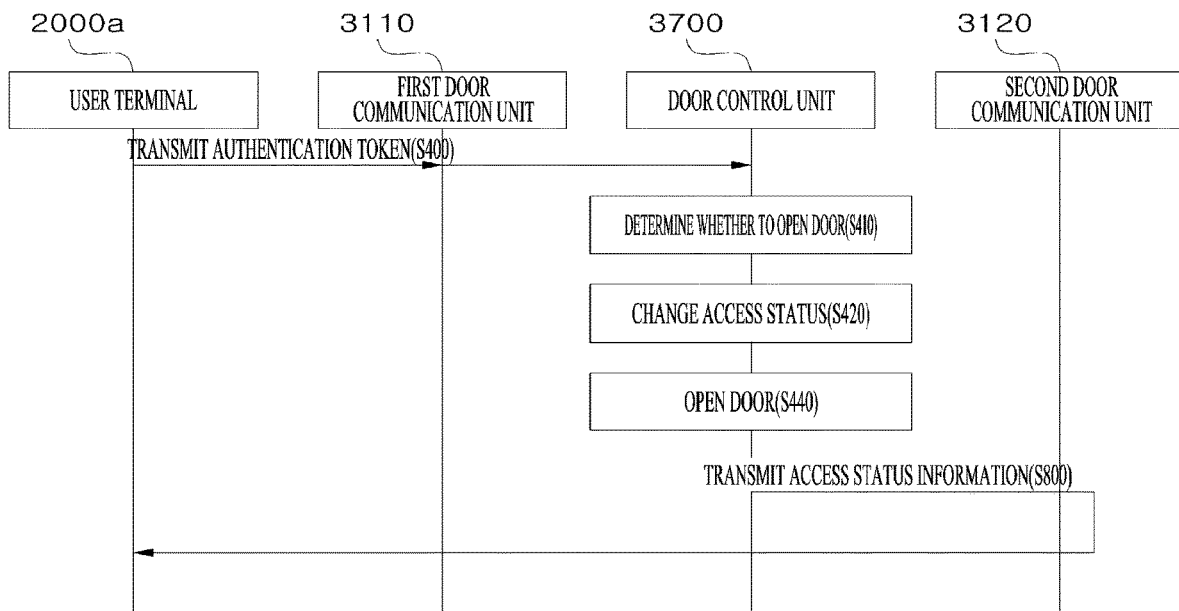 2000a
3110
3700
3120
USER TERMINAL
FIRST DOOR
COMMUNICATION UNIT
DOOR CONTROL UNIT
SECOND DOOR
COMMUNICATION UNIT
TRANSMIT AUTHENTICATION TOKEN(S400)
DETERMINE WHETHER TO OPEN DOOR(S410)
CHANGE ACCESS STATUS(S420)
OPEN DOOR(S440)
TRANSMIT ACCESS STATUS INFORMATION(S800)